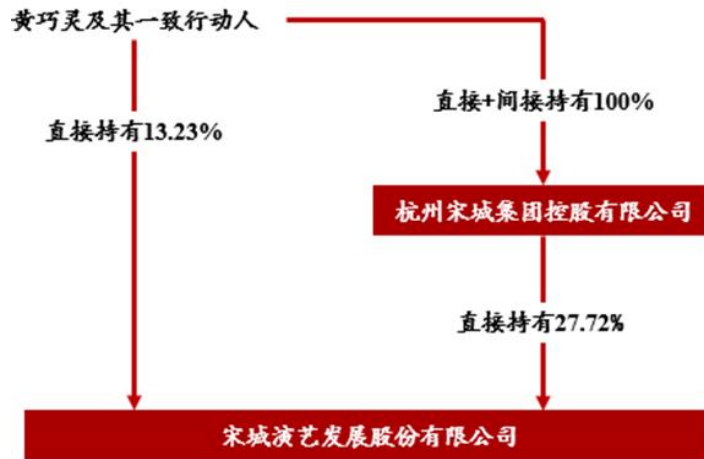 黄巧灵及其一致行动人
直接+间接持有100%
直接持有13.23%
杭州宋城集团控股有限公司
直接持有27.72%
宋城演艺发展股份有限公司